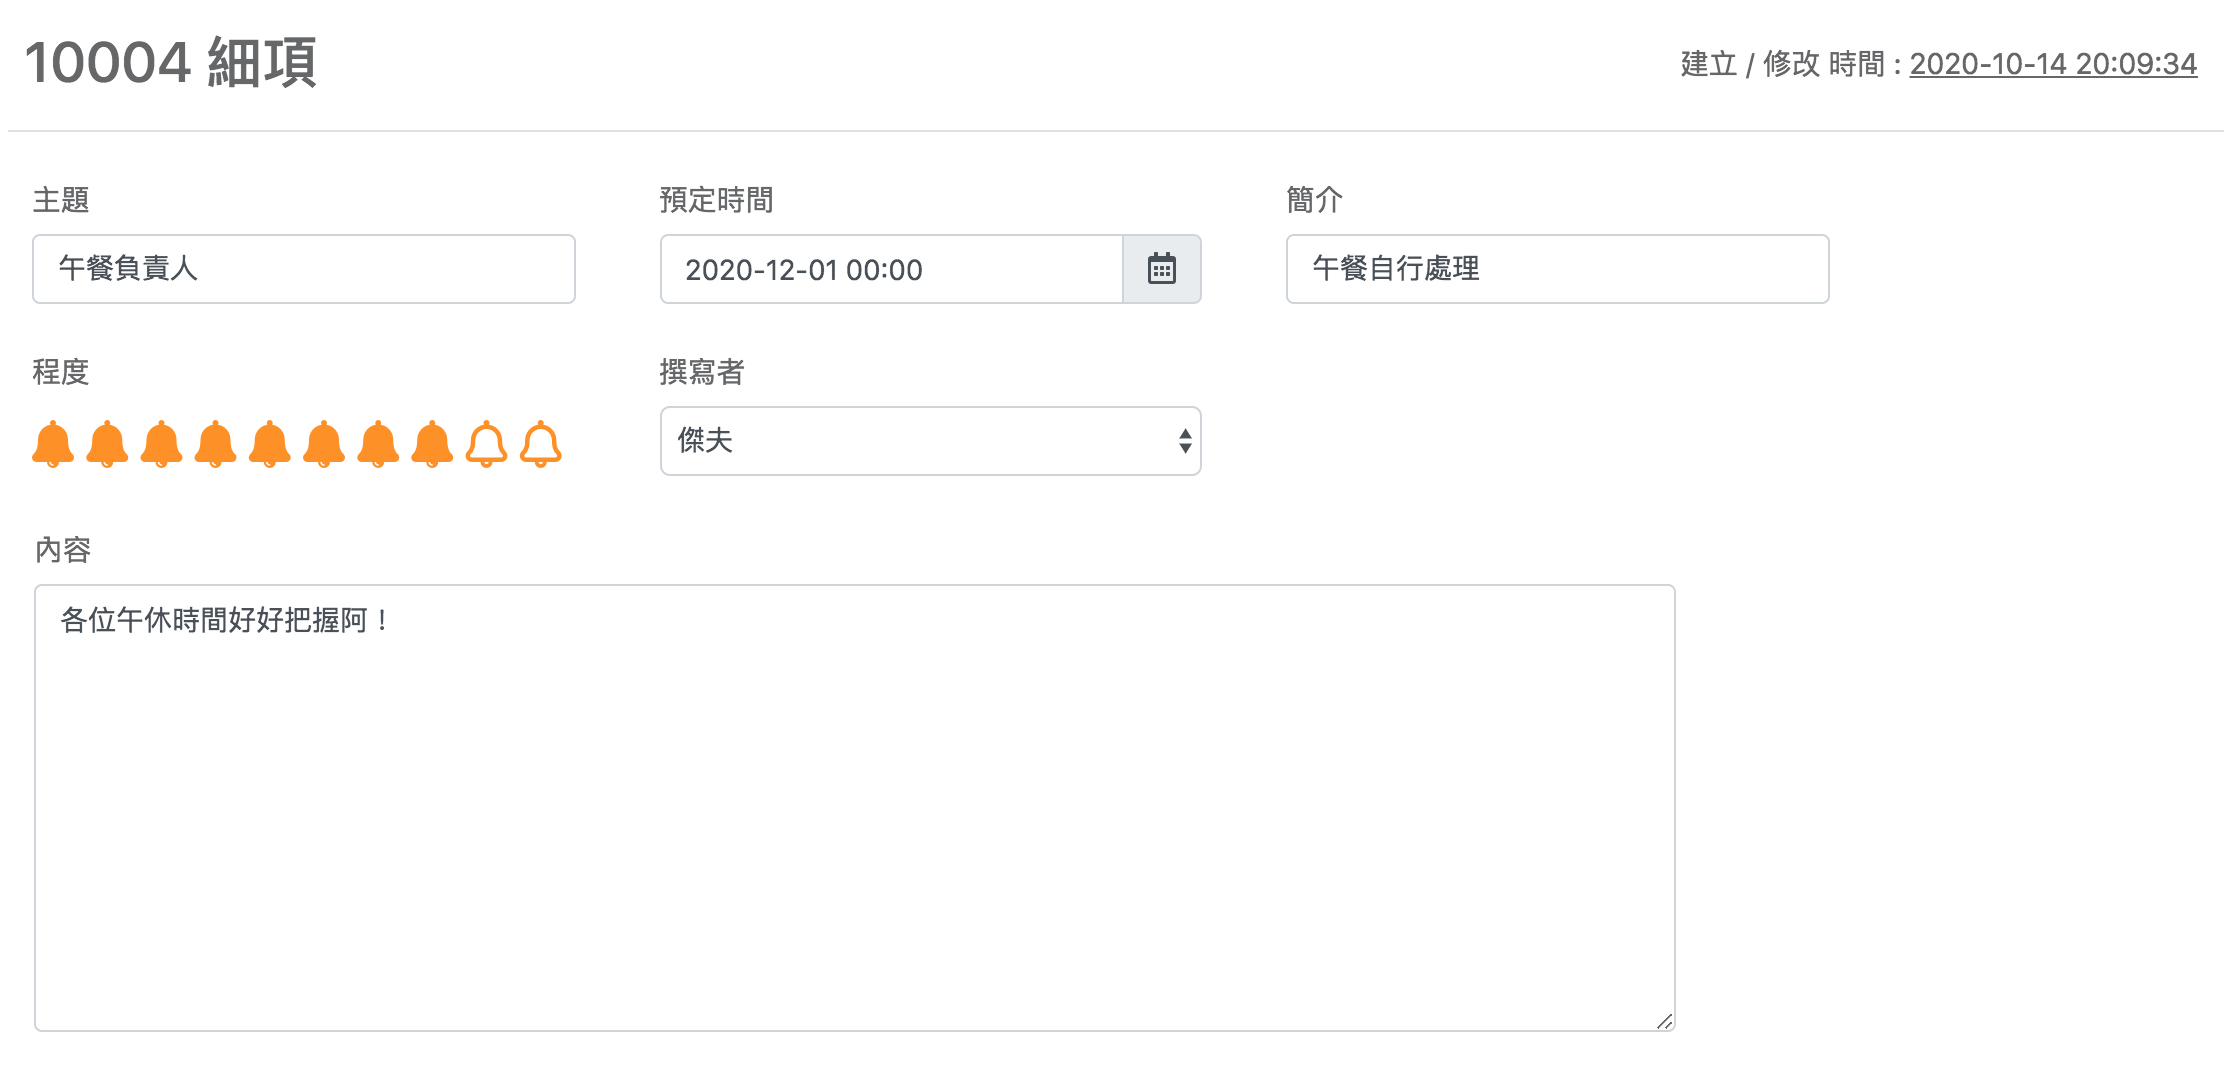 10004 細項
建立 / 修改 時間 : 2020-10-14 20:09:34
主題
預定時間
簡介
午餐負責人
2020-12-01 00:00
午餐自行處理
程度
撰寫者
傑夫
內容
各位午休時間好好把握阿！